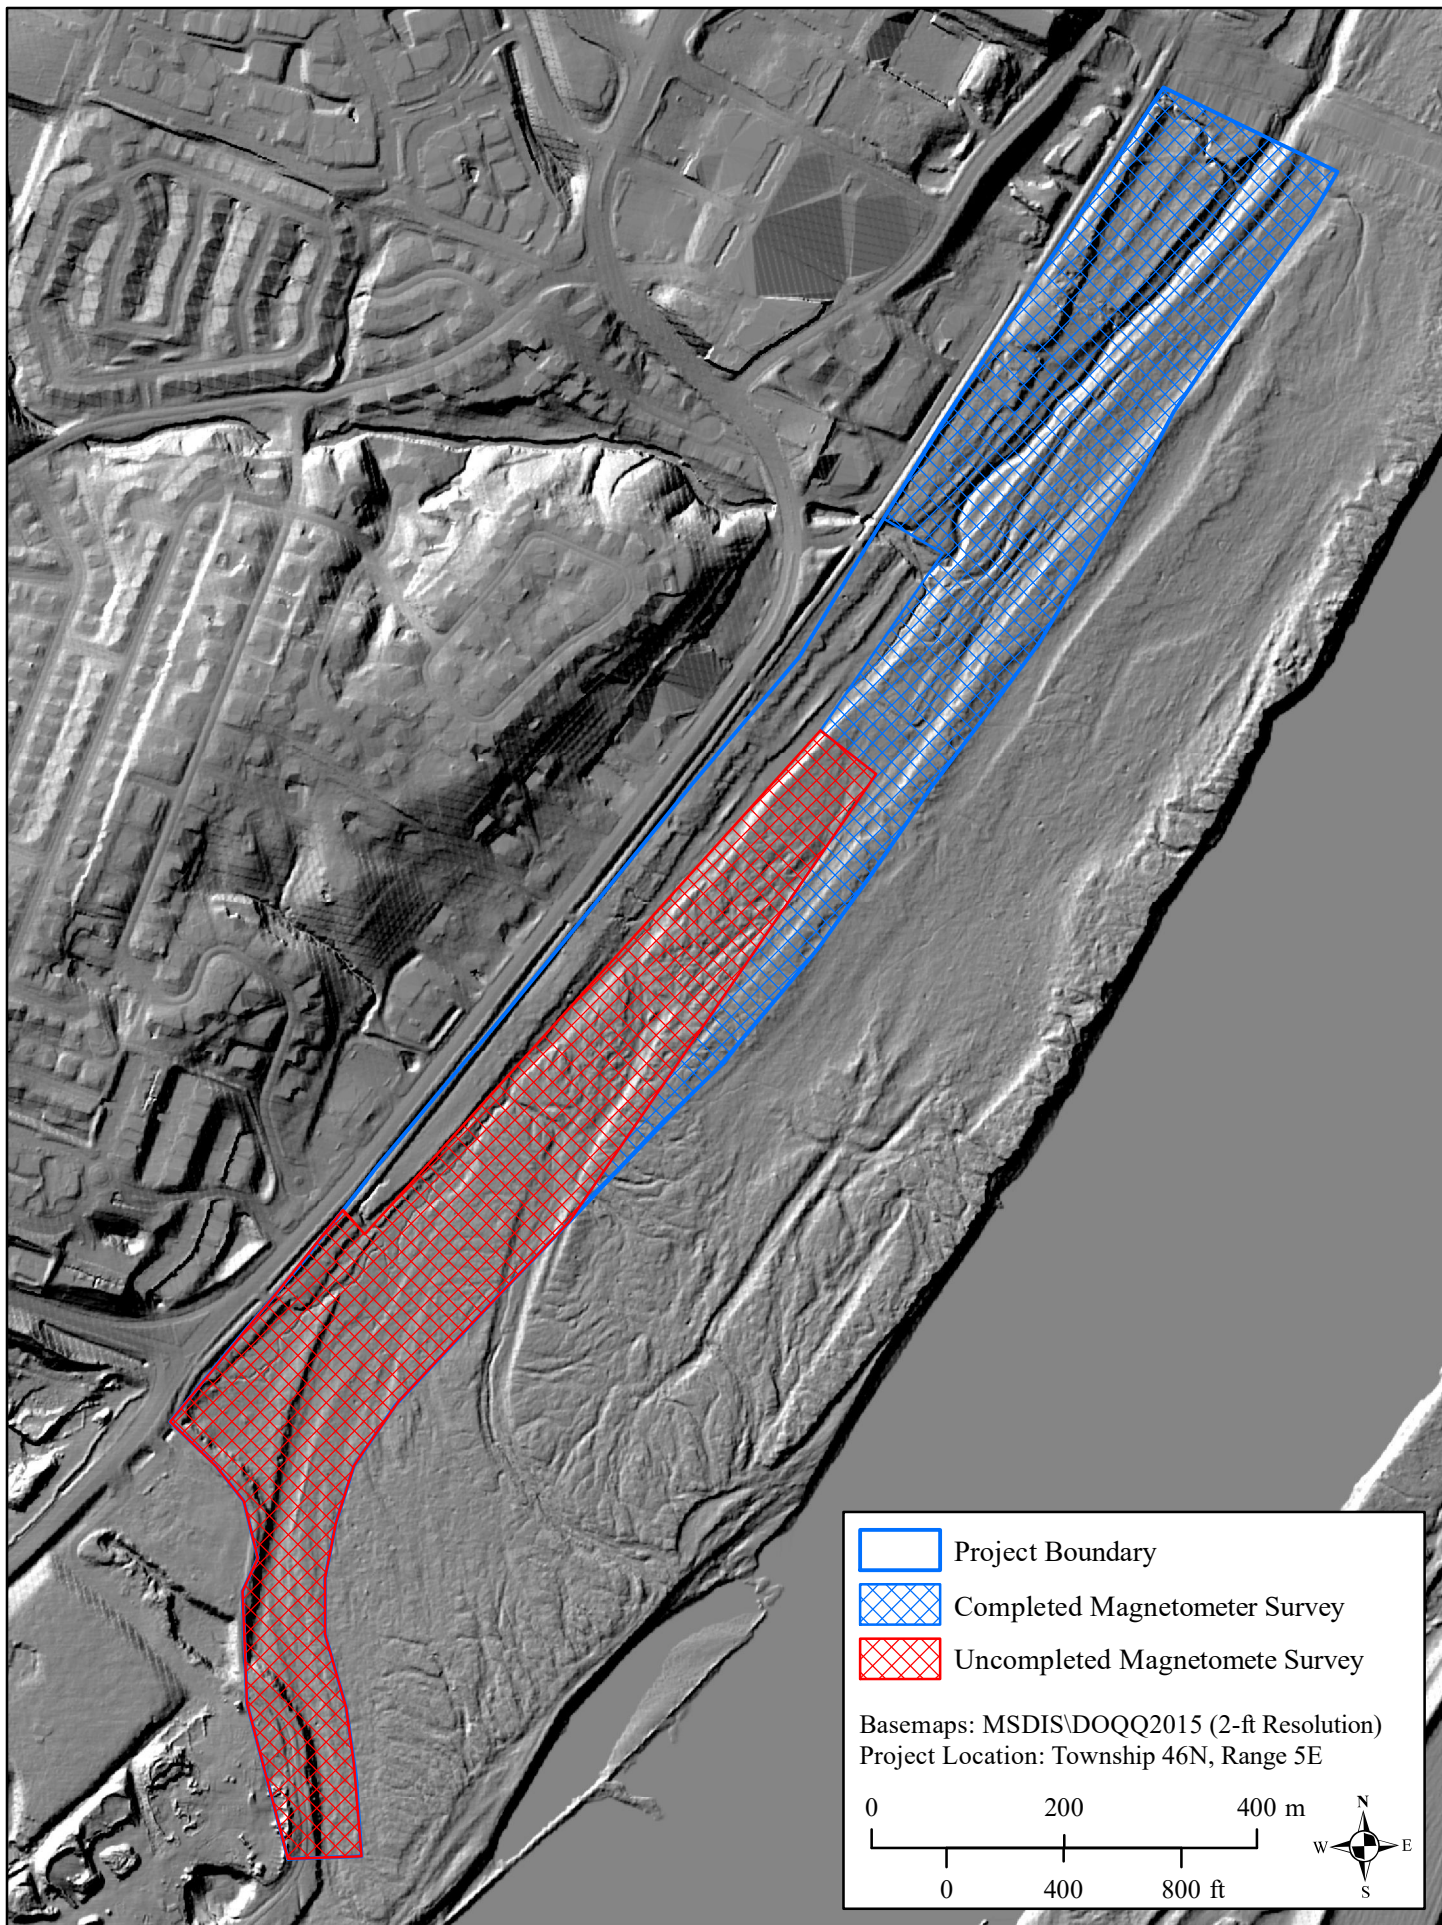 Project Boundary
Completed Magnetometer Survey
Uncompleted Magnetomete Survey
Basemaps: MSDIS\DOQQ2015 (2-ft Resolution)
Project Location: Township 46N, Range 5E
0 200 400 m
0 400 800 ft
N
W E
S